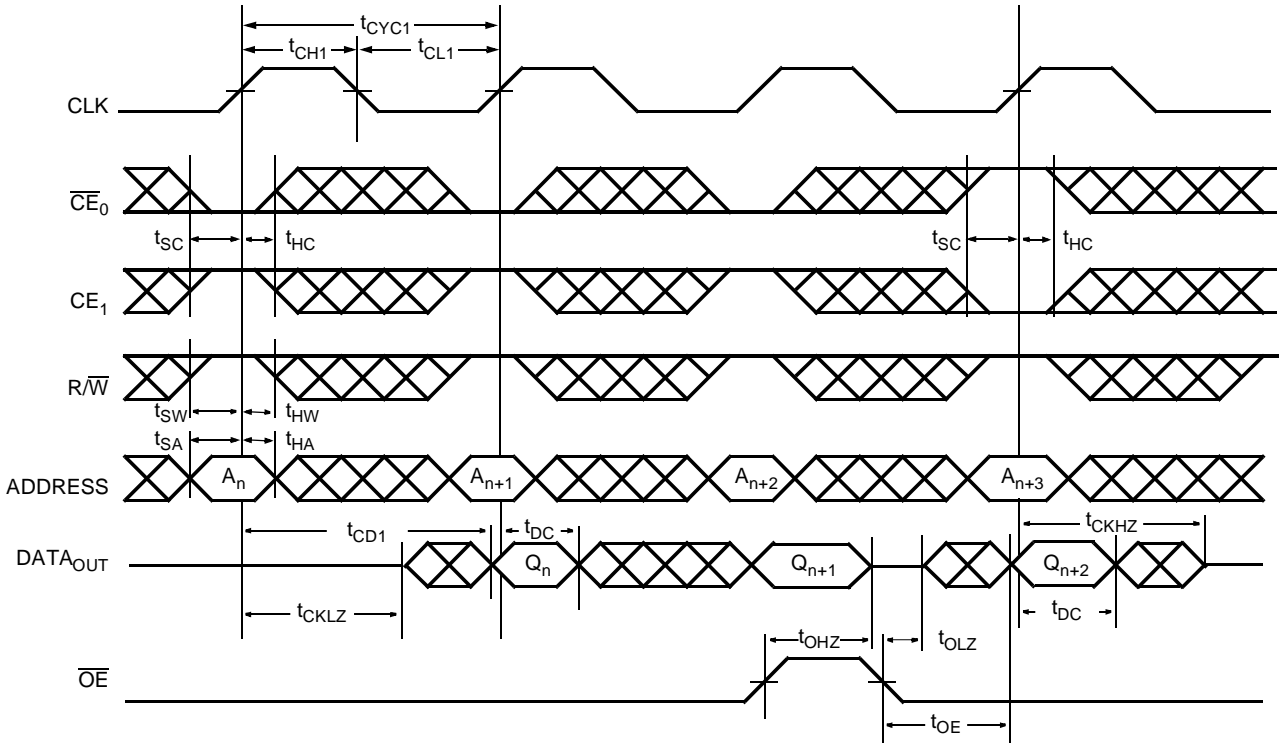 tCYC1
tCH1 tCL1
CLK
CE0
tSC tHC tSC tHC
CE1
R/W
tSW tHW
tSA tHA
ADDRESS An An+1 An+2 An+3
tCD1 tDC tCKHZ
DATAOUT Qn Qn+1 Qn+2
tCKLZ tDC
tOHZ tOLZ
OE
tOE